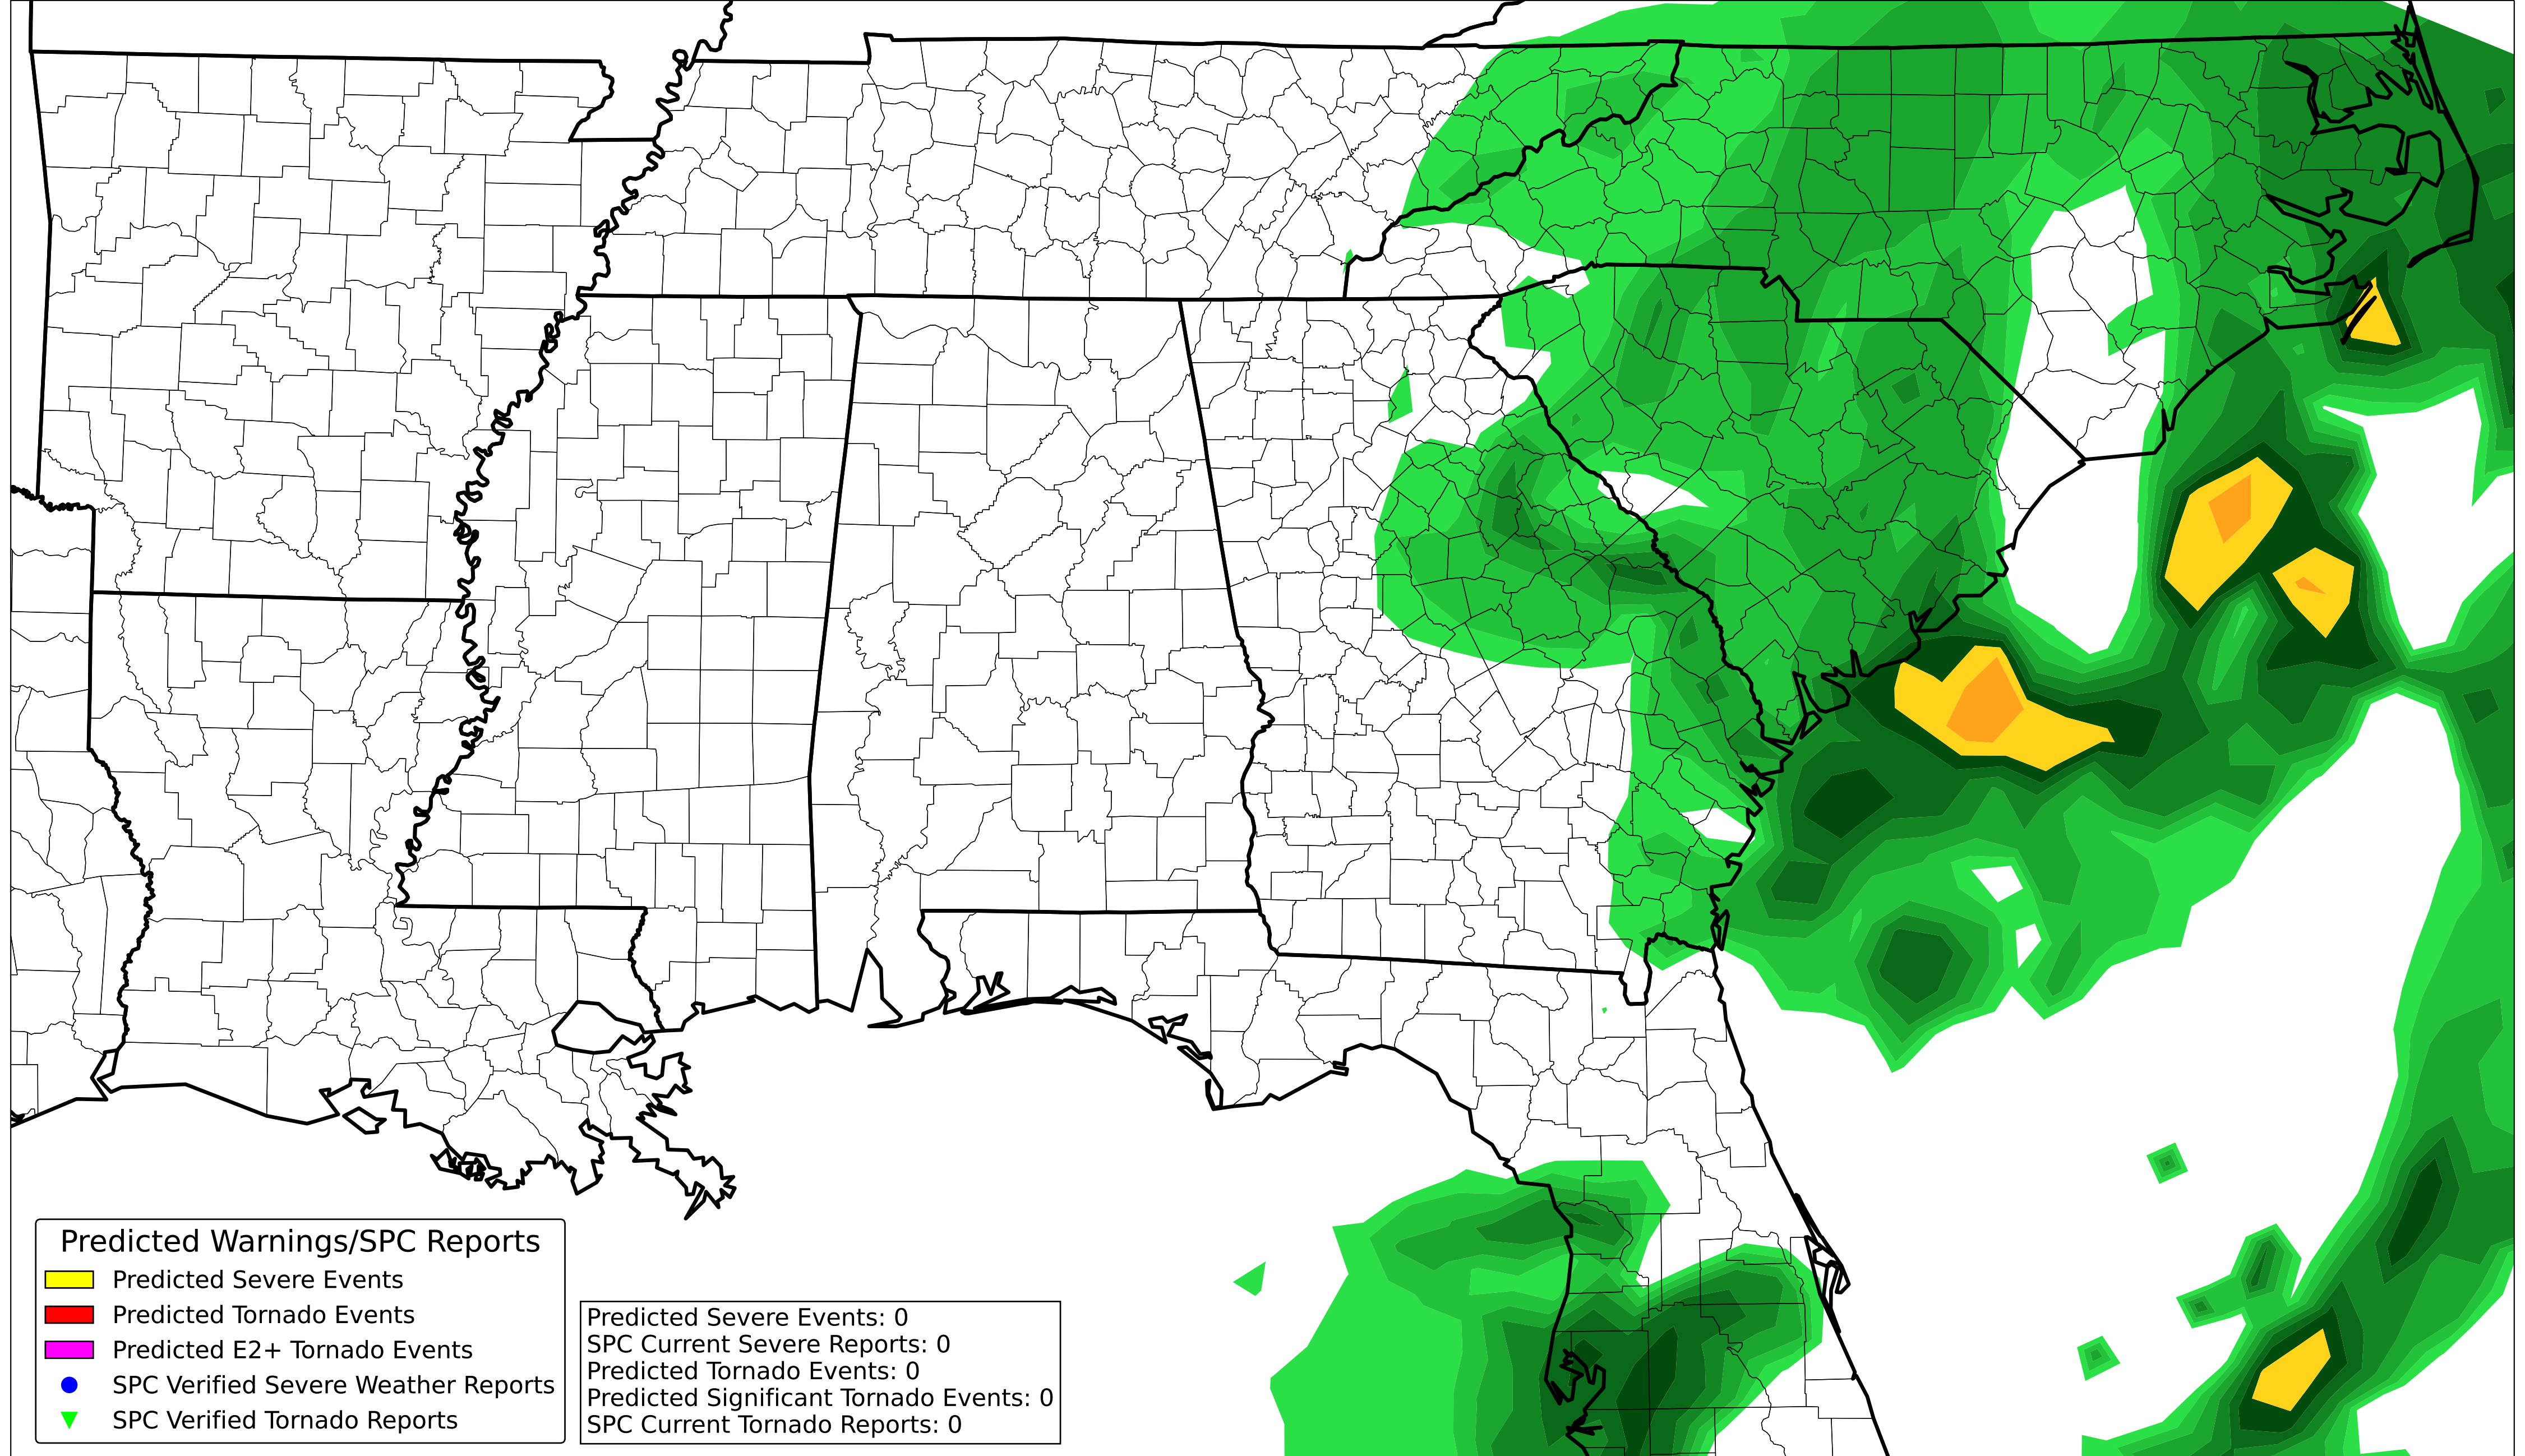 Predicted Warnings/SPC Reports
Predicted Severe Events
Predicted Tornado Events
Predicted E2+ Tornado Events
SPC Verified Severe Weather Reports
SPC Verified Tornado Reports
Predicted Severe Events: 0
SPC Current Severe Reports: 0
Predicted Tornado Events: 0
Predicted Significant Tornado Events: 0
SPC Current Tornado Reports: 0